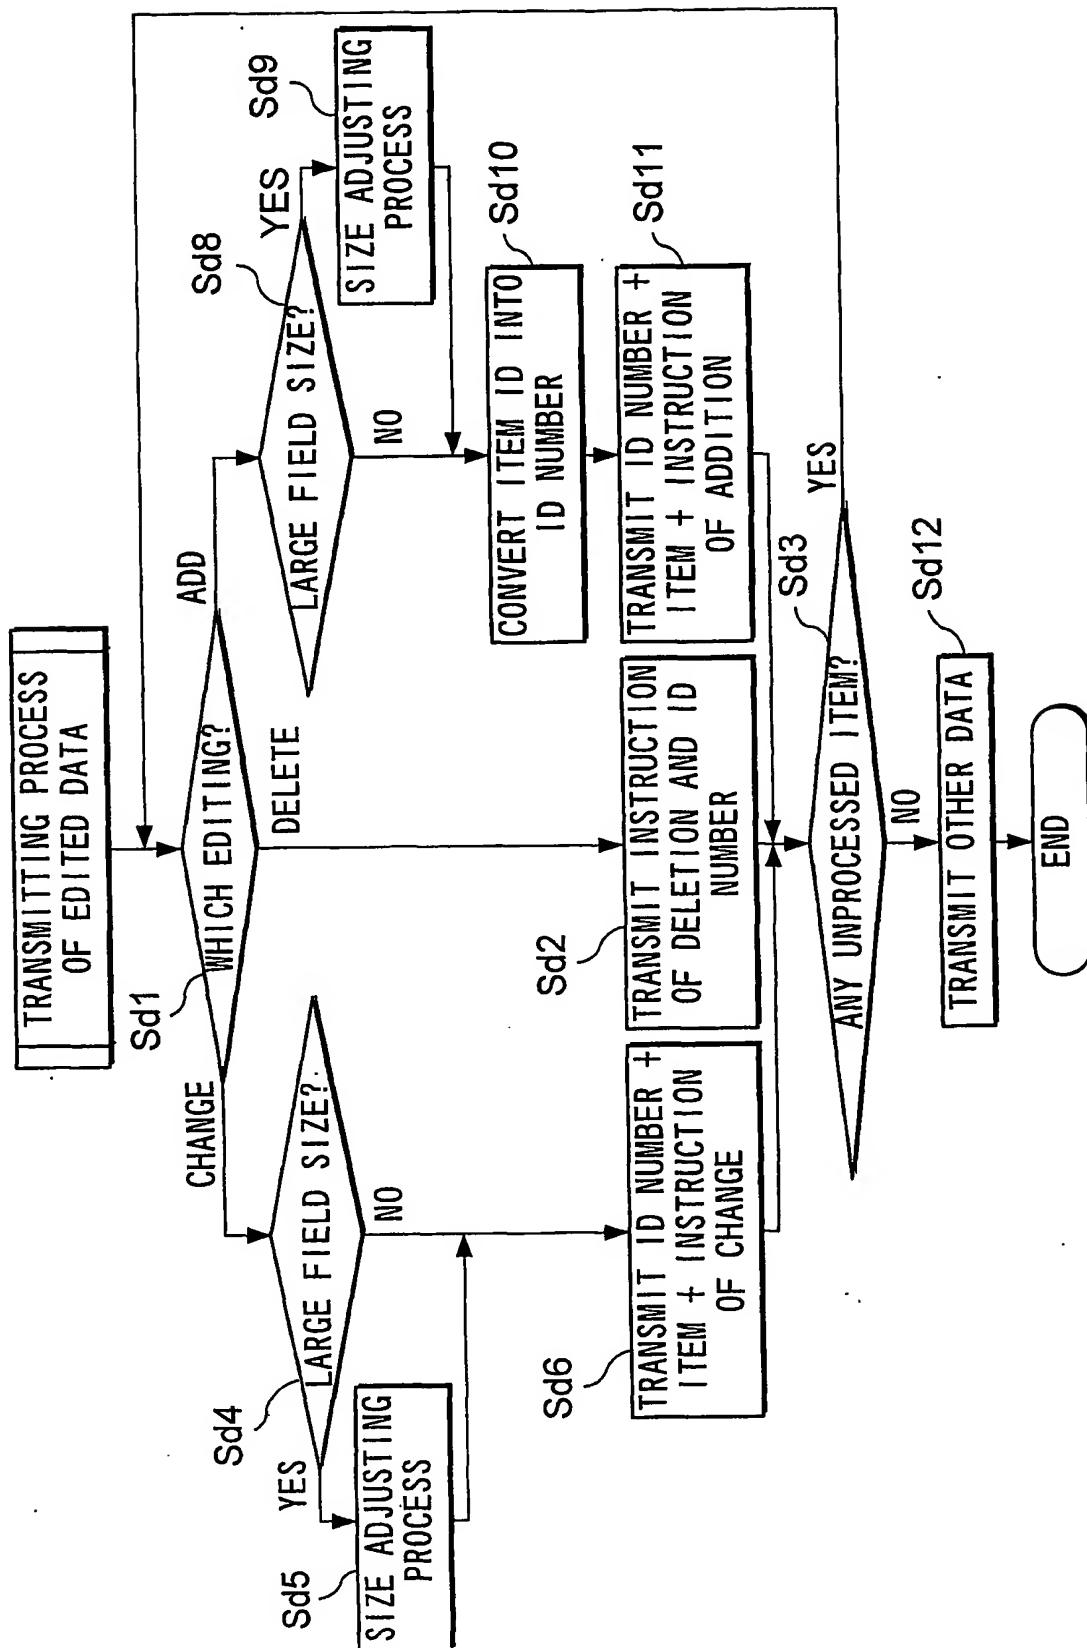 TRANSMITTING PROCESS
OF EDITED DATA
Sd1
WHICH EDITING?
CHANGE
DELETE
ADD
Sd4
LARGE FIELD SIZE?
YES
NO
Sd5
SIZE ADJUSTING
PROCESS
Sd8
LARGE FIELD SIZE?
YES
NO
Sd9
SIZE ADJUSTING
PROCESS
Sd10
CONVERT ITEM ID INTO
ID NUMBER
Sd6
TRANSMIT ID NUMBER +
ITEM + INSTRUCTION
OF CHANGE
Sd2
TRANSMIT INSTRUCTION
OF DELETION AND ID
NUMBER
Sd11
TRANSMIT ID NUMBER +
ITEM + INSTRUCTION
OF ADDITION
Sd3
ANY UNPROCESSED ITEM?
YES
NO
Sd12
TRANSMIT OTHER DATA
END